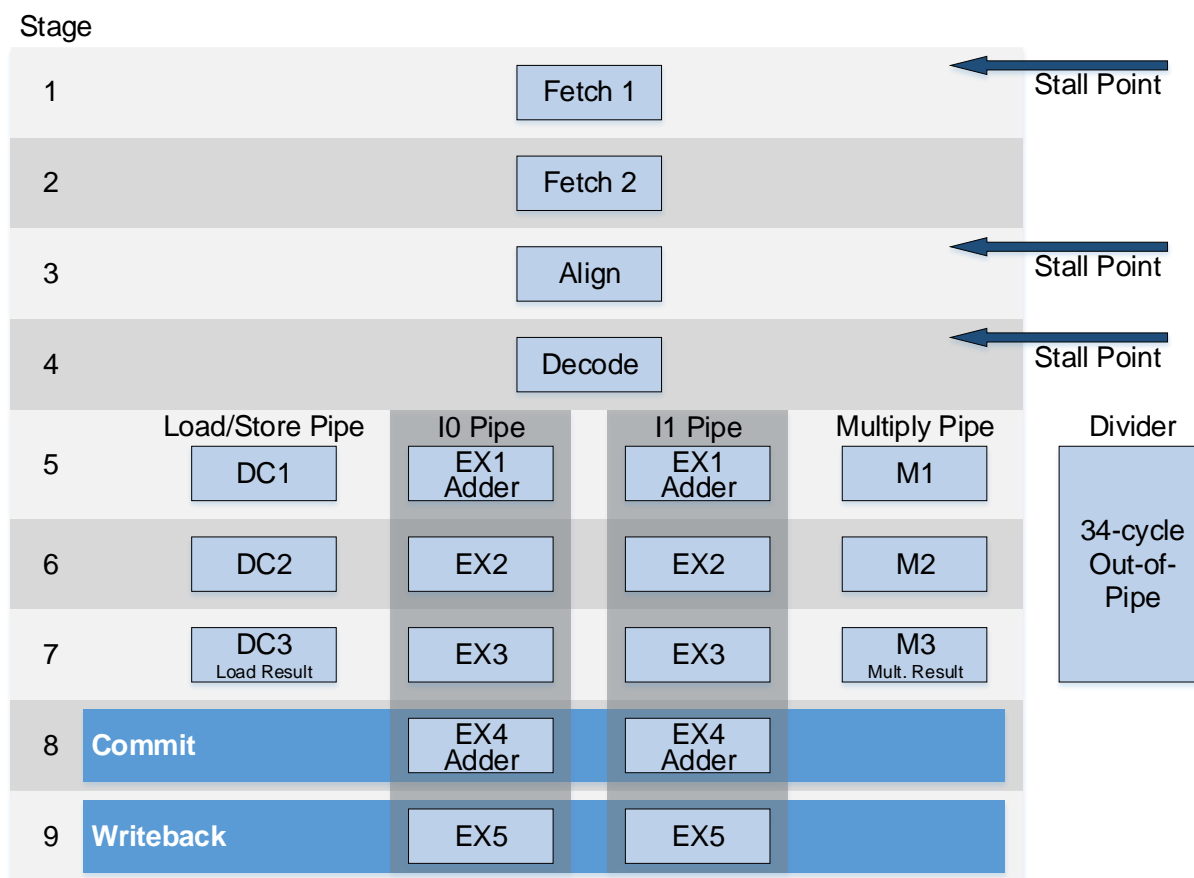 Stage
1
Fetch 1
Stall Point
2
Fetch 2
3
Align
Stall Point
4
Decode
Stall Point
Load/Store Pipe
I0 Pipe
I1 Pipe
Multiply Pipe
Divider
5
DC1
EX1
Adder
EX1
Adder
M1
34-cycle
Out-of-
Pipe
6
DC2
EX2
EX2
M2
7
DC3
Load Result
EX3
EX3
M3
Mult. Result
8
Commit
EX4
Adder
EX4
Adder
9
Writeback
EX5
EX5